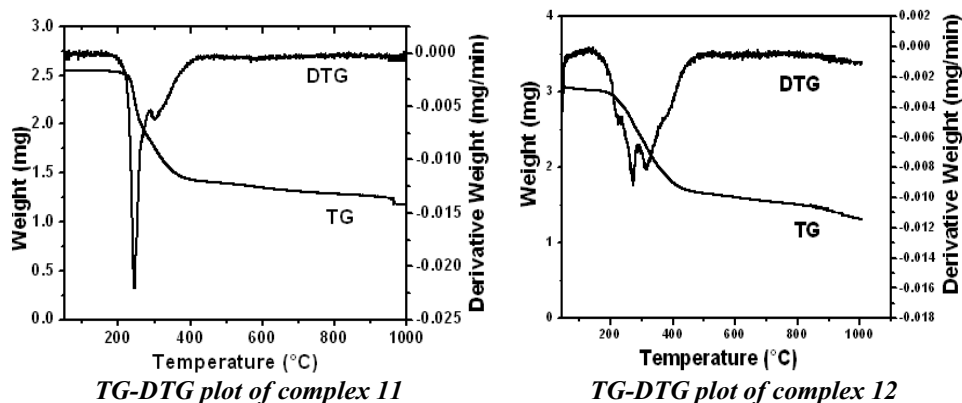 3.0
2.5
2.0
1.5
1.0
0.5
0.0
Weight (mg)
200 400 600 800 1000
Temperature (°C)
0.000
-0.005
-0.010
-0.015
-0.020
-0.025
Derivative Weight (mg/min)
DTG
TG
TG-DTG plot of complex 11
4
3
2
1
0
Weight (mg)
0 200 400 600 800 1000
Temperature (°C)
0.002
0.000
-0.002
-0.004
-0.006
-0.008
-0.010
-0.012
-0.014
-0.016
-0.018
Derivative Weight (mg/min)
DTG
TG
TG-DTG plot of complex 12